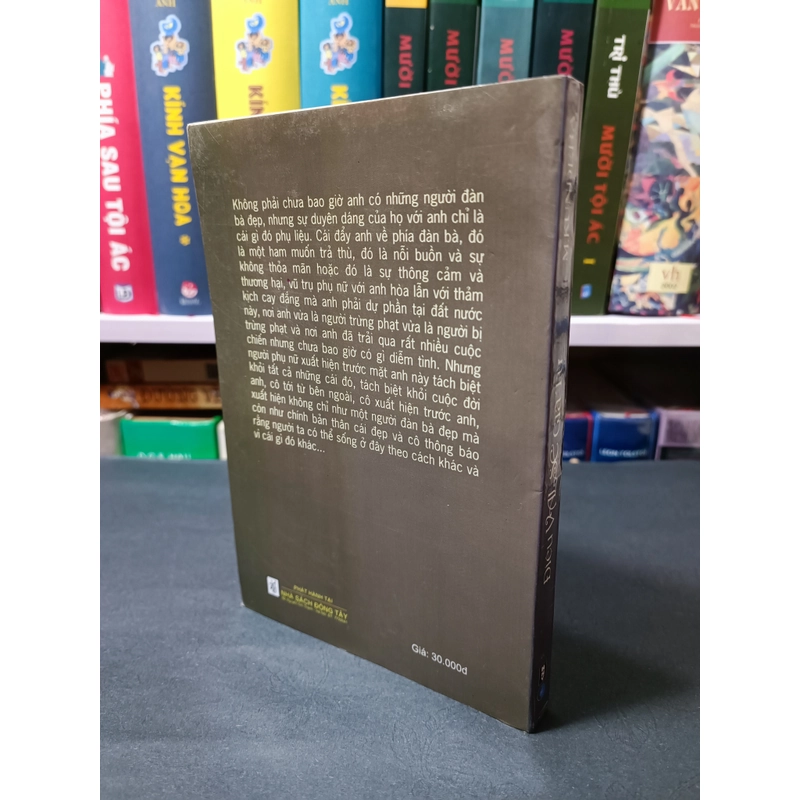 ANH
ANH
PHÍA SAU TỘI ÁC
KÍNH VẠN HOA
KÍN
K
MƯỜI
MƯỜI
MƯỜI
MƯỜI
TRÍ THÙ
MƯỜI TỘI ÁC
VĂN
vh
Không phải chưa bao giờ anh có những người đàn
bà đẹp, nhưng sự duyên dáng của họ với anh chỉ là
cái gì đó phụ liệu. Cái đẩy anh về phía đàn bà, đó
là một ham muốn trả thù, đó là nỗi buồn và sự
không thỏa mãn hoặc đó là sự thông cảm và
thương hại, vũ trụ phụ nữ với anh hòa lẫn với thảm
kịch cay đắng mà anh phải dự phần tại đất nước
này, nơi anh vừa là người trừng phạt vừa là người bị
trừng phạt và nơi anh đã trải qua rất nhiều cuộc
chiến nhưng chưa bao giờ có gì diễm tình. Nhưng
người phụ nữ xuất hiện trước mặt anh này tách biệt
khỏi tất cả những cái đó, tách biệt khỏi cuộc đời
anh, cô tới từ bên ngoài, cô xuất hiện trước anh,
xuất hiện không chỉ như một người đàn bà đẹp mà
còn như chính bản thân cái đẹp và cô thông báo
rằng người ta có thể sống ở đây theo cách khác và
vì cái gì đó khác...
PHÁT HÀNH TẠI
NHÀ SÁCH ĐÔNG TÂY
Giá: 30.000đ